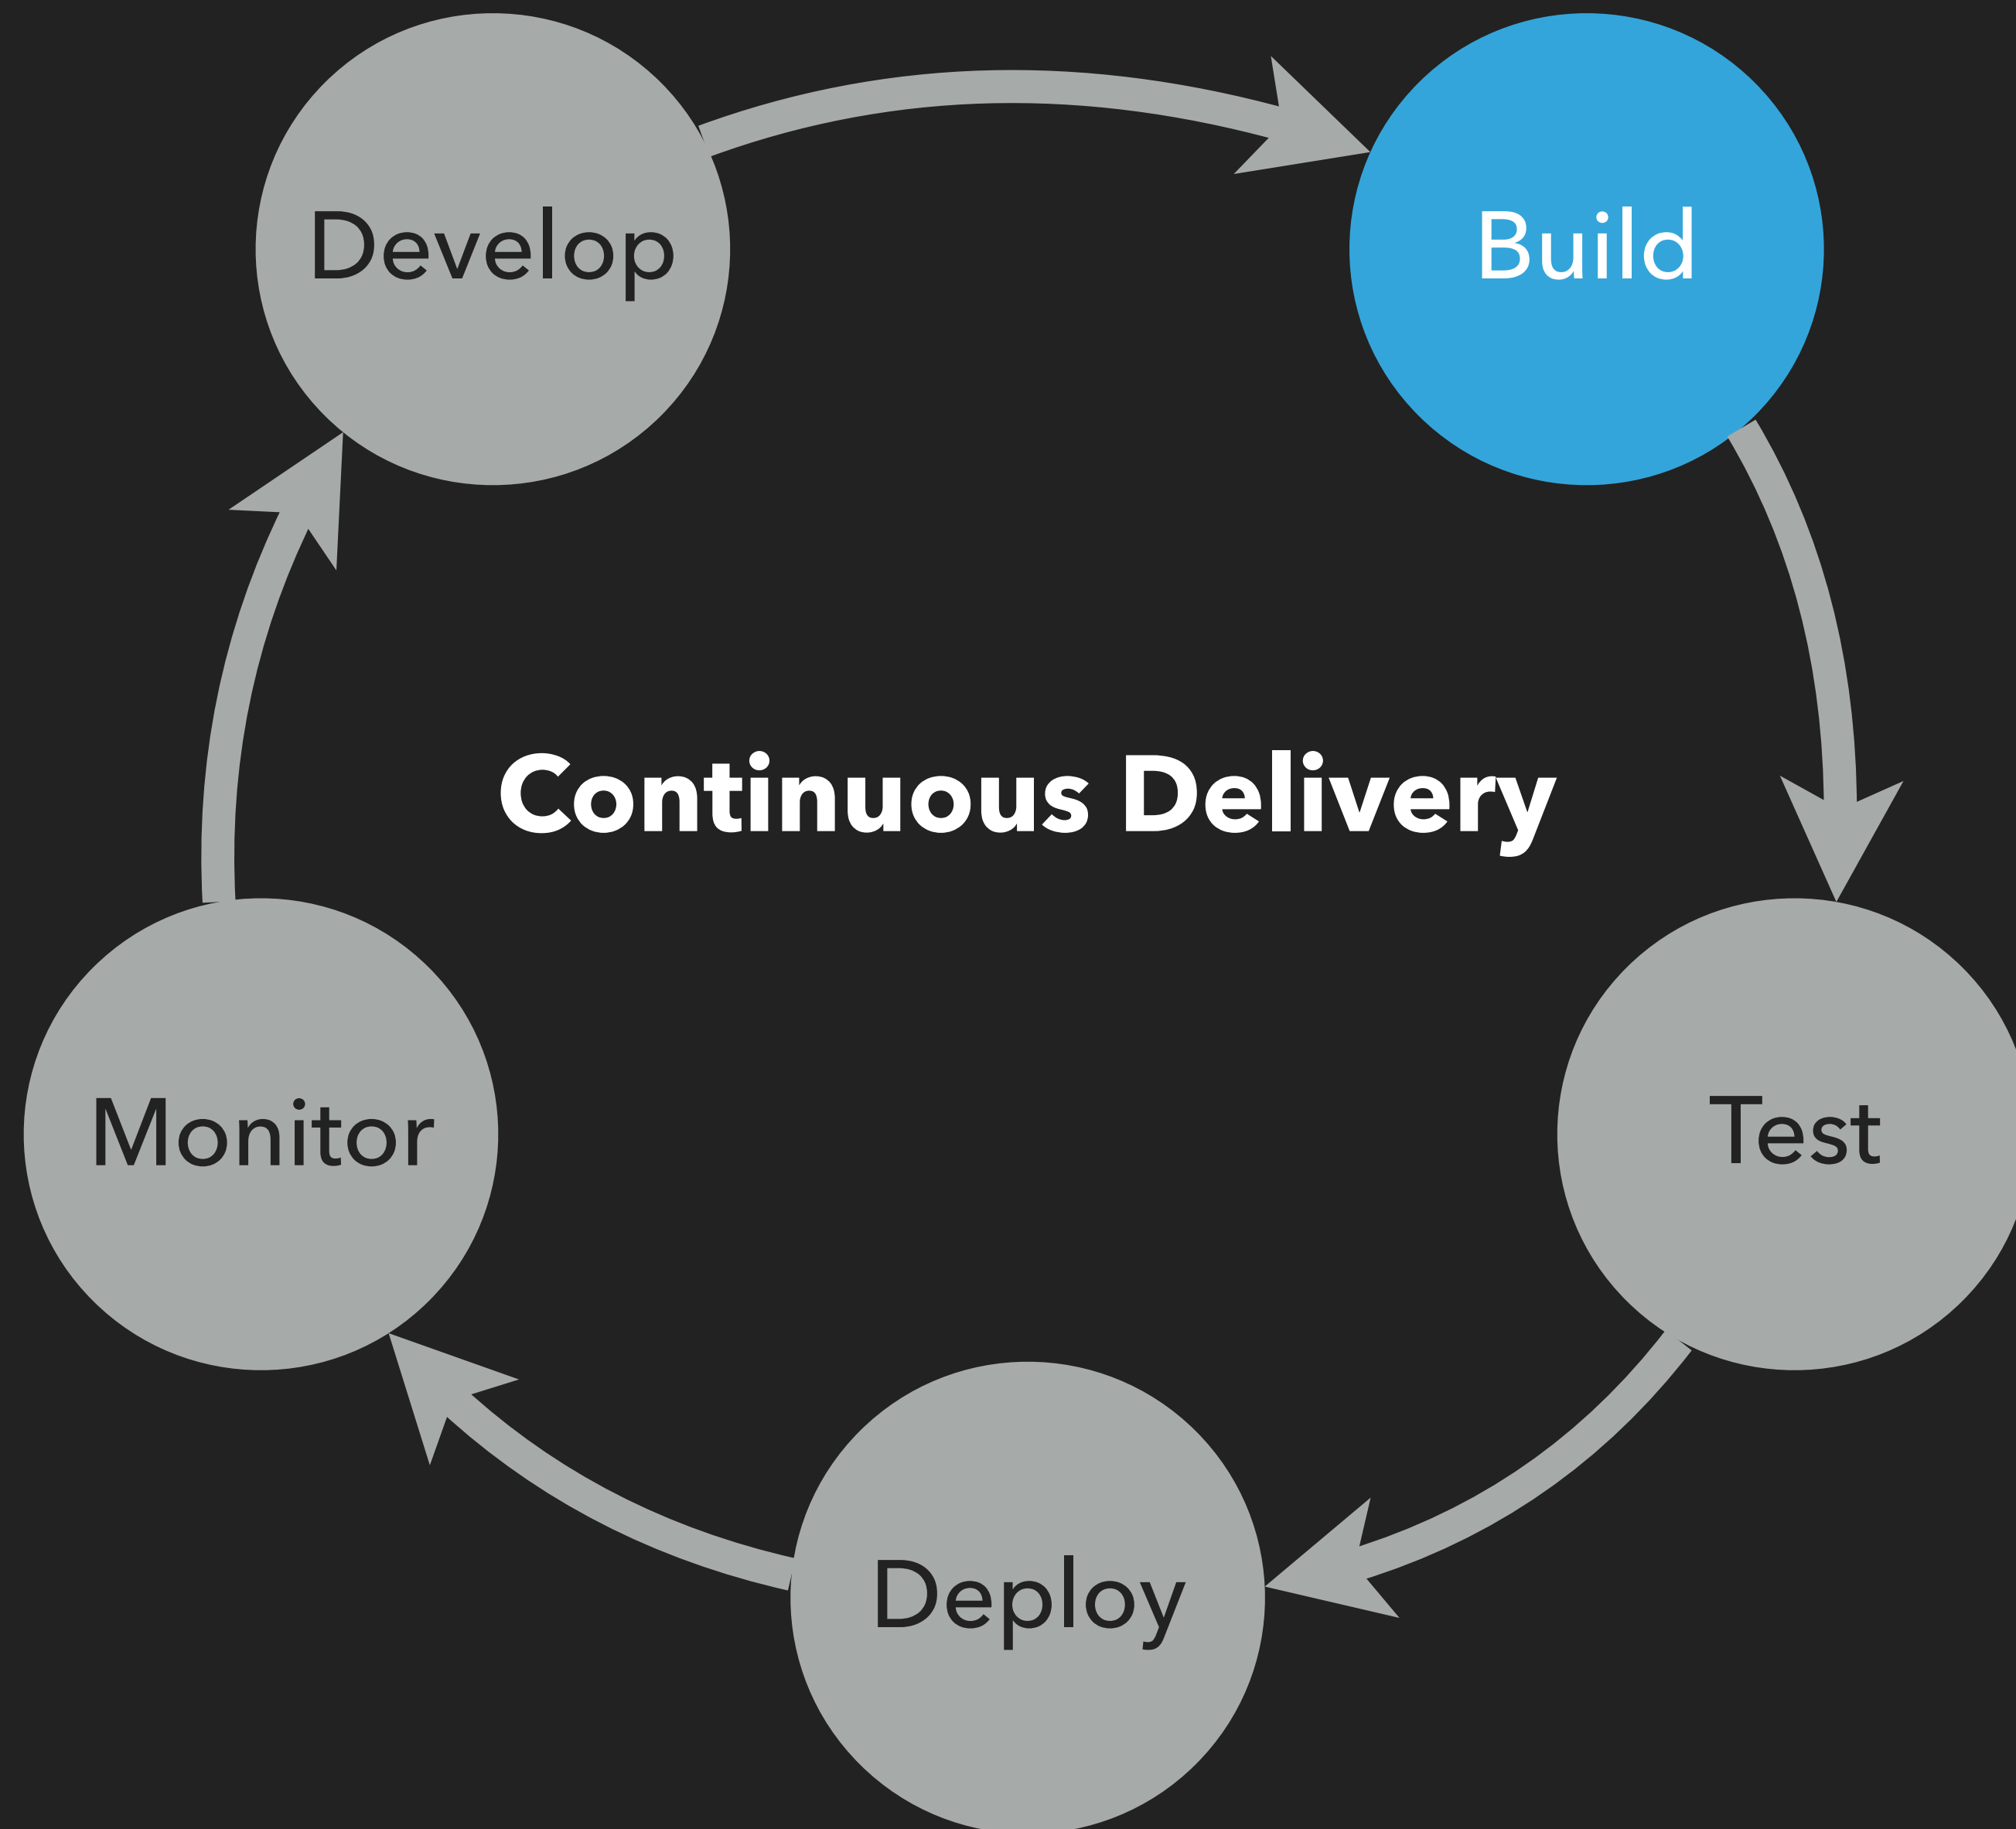 Develop
Build
Continuous Delivery
Monitor
Test
Deploy